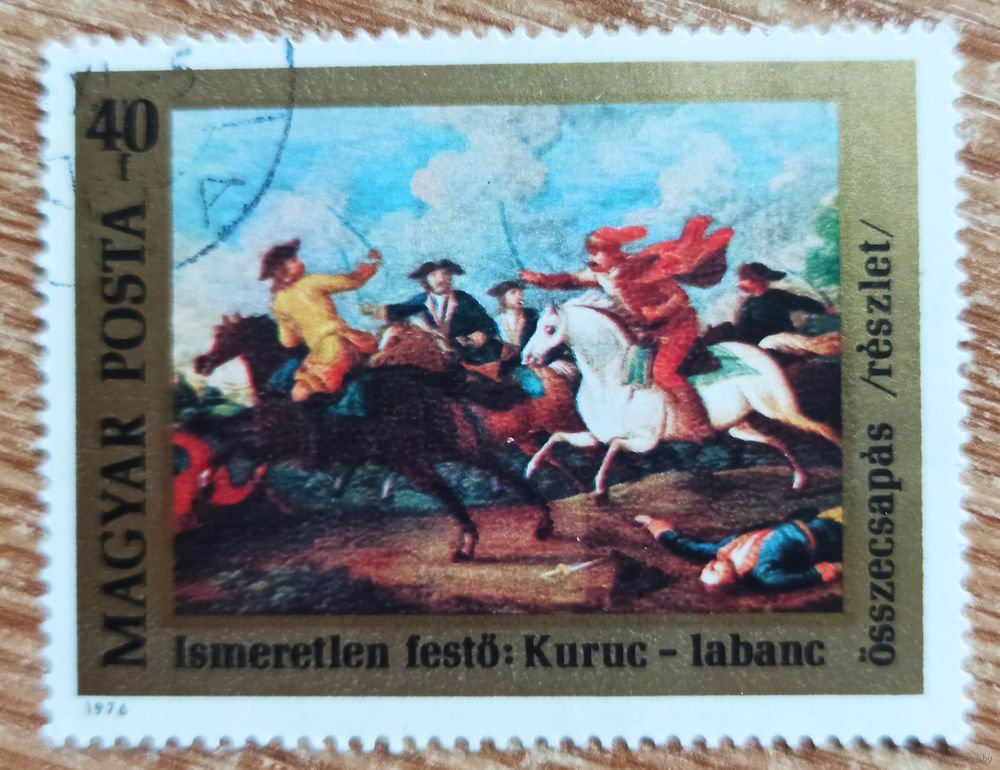 40
MAGYAR POSTA
Ismeretlen festő: Kuruc - labanc
összecsapás /részlet/
1976
A